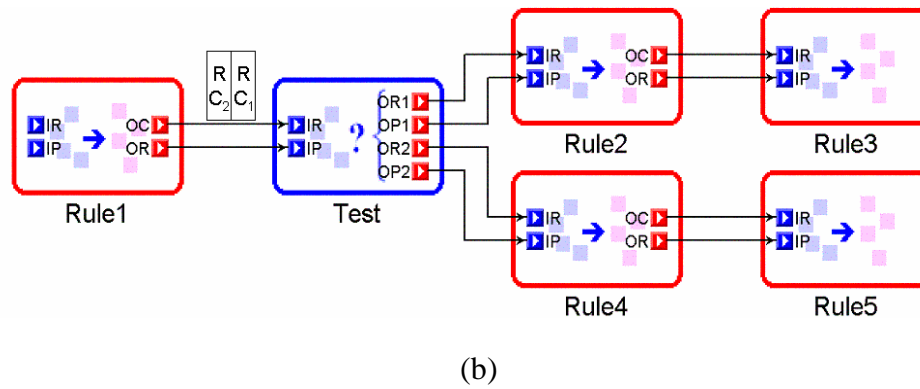 R R
C2 C1
IR OC
IP OR
Rule1
IR ? OR1
IP OP1
OR2
OP2
Test
IR OC
IP OR
Rule2
IR
IP
Rule3
IR OC
IP OR
Rule4
IR
IP
Rule5
(b)